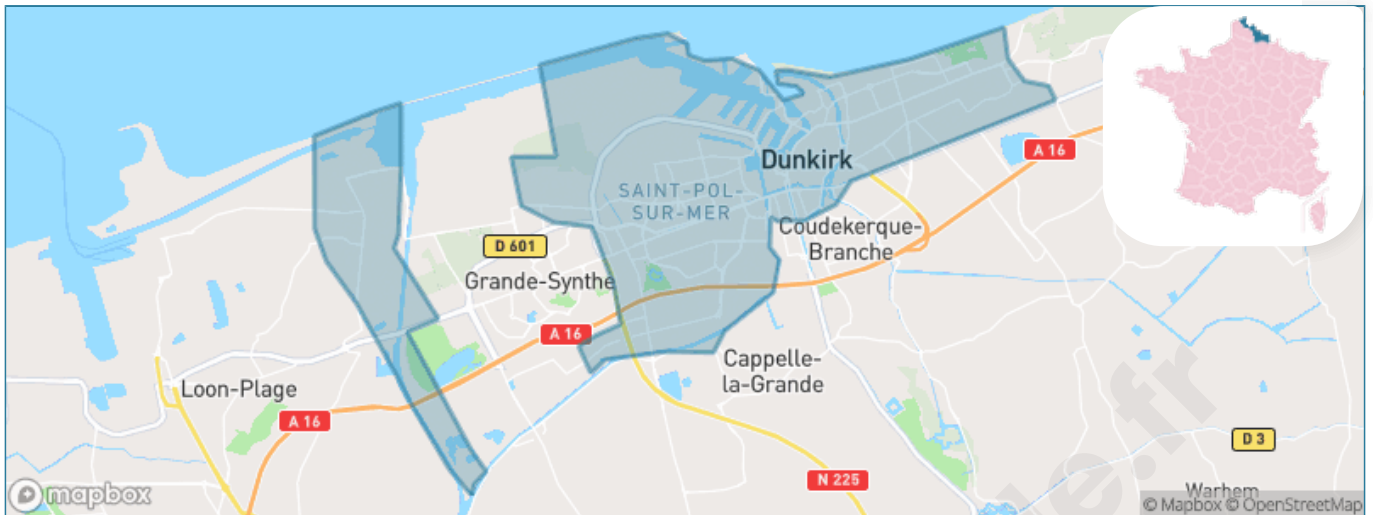 Dunkirk
A 16
SAINT-POL-
SUR-MER
Coudekerque-
Branche
D 601
Grande-Synthe
A 16
Cappelle-
la-Grande
Loon-Plage
A 16
D 3
N 225
Warhem
mapbox
© Mapbox © OpenStreetMap
e.fr